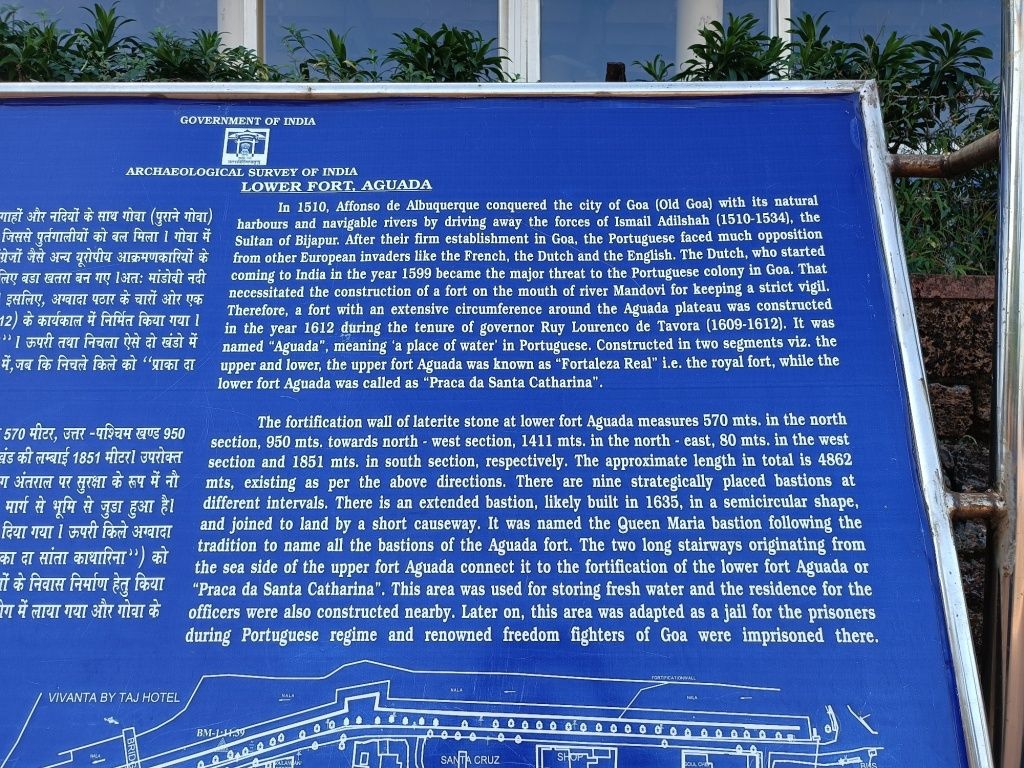 GOVERNMENT OF INDIA
ARCHAEOLOGICAL SURVEY OF INDIA
LOWER FORT, AGUADA
गाहों और नदियों के साथ गोवा (पुराने गोवा)
जिससे पुर्तगालीयों को बल मिला । गोवा में
ग्रेजों जैसे अन्य यूरोपीय आक्रमणकारियों के
लिए बडा खतरा बन गए ।अतः मांडोवी नदी
। इसलिए, अग्वादा पठार के चारों ओर एक
12) के कार्यकाल में निर्मित किया गया ।
'' । ऊपरी तथा निचला ऐसे दो खंडो में
में,जब कि निचले किले को ''प्राका दा
In 1510, Affonso de Albuquerque conquered the city of Goa (Old Goa) with its natural
harbours and navigable rivers by driving away the forces of Ismail Adilshah (1510-1534), the
Sultan of Bijapur. After their firm establishment in Goa, the Portuguese faced much opposition
from other European invaders like the French, the Dutch and the English. The Dutch, who started
coming to India in the year 1599 became the major threat to the Portuguese colony in Goa. That
necessitated the construction of a fort on the mouth of river Mandovi for keeping a strict vigil.
Therefore, a fort with an extensive circumference around the Aguada plateau was constructed
in the year 1612 during the tenure of governor Ruy Lourenco de Tavora (1609-1612). It was
named "Aguada", meaning 'a place of water' in Portuguese. Constructed in two segments viz. the
upper and lower, the upper fort Aguada was known as "Fortaleza Real" i.e. the royal fort, while the
lower fort Aguada was called as "Praca da Santa Catharina".
570 मीटर, उत्तर -पश्चिम खण्ड 950
खंड की लम्बाई 1851 मीटर। उपरोक्त
ग अंतराल पर सुरक्षा के रूप में नौ
मार्ग से भूमि से जुडा हुआ है।
दिया गया । ऊपरी किले अग्वादा
का दा सांता काथारिना'') को
ों के निवास निर्माण हेतु किया
ोग में लाया गया और गोवा के
The fortification wall of laterite stone at lower fort Aguada measures 570 mts. in the north
section, 950 mts. towards north - west section, 1411 mts. in the north - east, 80 mts. in the west
section and 1851 mts. in south section, respectively. The approximate length in total is 4862
mts, existing as per the above directions. There are nine strategically placed bastions at
different intervals. There is an extended bastion, likely built in 1635, in a semicircular shape,
and joined to land by a short causeway. It was named the Queen Maria bastion following the
tradition to name all the bastions of the Aguada fort. The two long stairways originating from
the sea side of the upper fort Aguada connect it to the fortification of the lower fort Aguada or
"Praca da Santa Catharina". This area was used for storing fresh water and the residence for the
officers were also constructed nearby. Later on, this area was adapted as a jail for the prisoners
during Portuguese regime and renowned freedom fighters of Goa were imprisoned there.
FORTIFICATION WALL
VIVANTA BY TAJ HOTEL
NALA
NALA
NALA
BM-1:11.39
NALA
SANTA CRUZ
SHOP